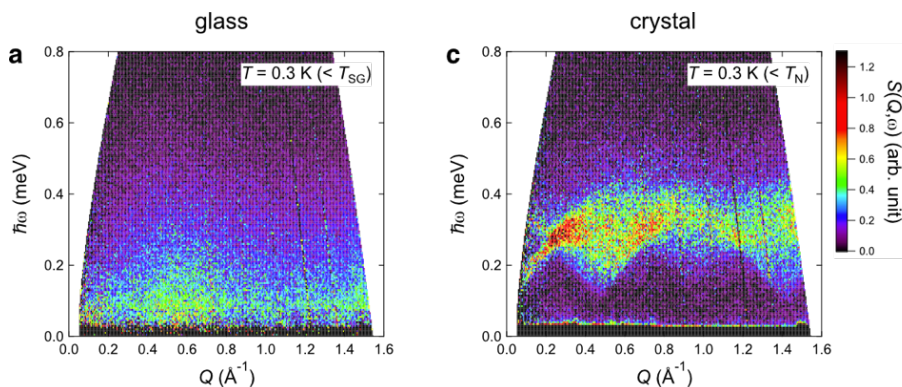 glass
crystal
a
T = 0.3 K (< T_SG)
0.8
0.6
0.4
0.2
0.0
ħω (meV)
0.0 0.2 0.4 0.6 0.8 1.0 1.2 1.4 1.6
Q (Å⁻¹)
c
T = 0.3 K (< T_N)
0.8
0.6
0.4
0.2
0.0
ħω (meV)
0.0 0.2 0.4 0.6 0.8 1.0 1.2 1.4 1.6
Q (Å⁻¹)
1.2
1.0
0.8
0.6
0.4
0.2
0.0
S(Q,ω) (arb. unit)